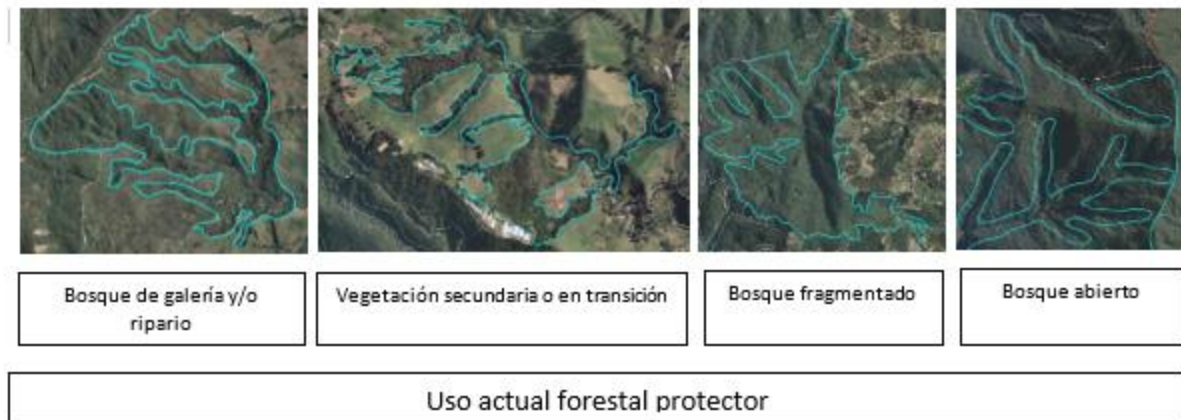 Bosque de galería y/o
ripario
Vegetación secundaria o en transición
Bosque fragmentado
Bosque abierto
Uso actual forestal protector